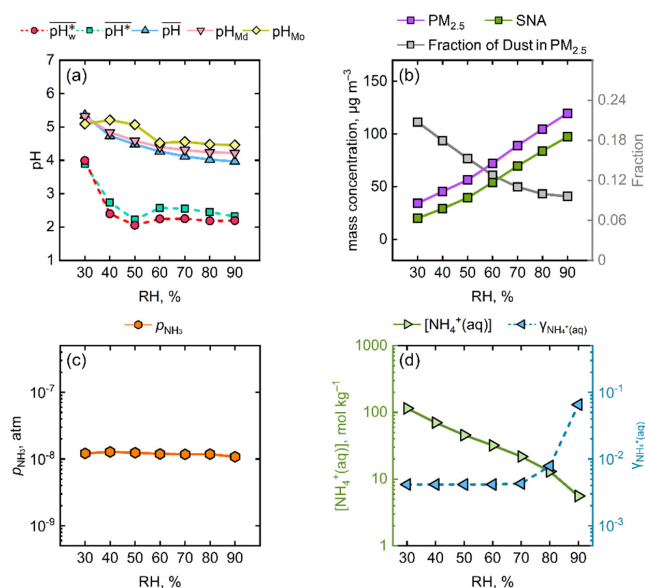 pH*w pH* pH pHMd pHMo
PM2.5 SNA
Fraction of Dust in PM2.5
(a)
pH
7
6
5
4
3
2
1
30 40 50 60 70 80 90
RH, %
(b)
mass concentration, μg m−3
150
100
50
0
Fraction
0.24
0.18
0.12
0.06
0
30 40 50 60 70 80 90
RH, %
pNH3
(c)
pNH3, atm
10−7
10−8
10−9
30 40 50 60 70 80 90
RH, %
[NH4+(aq)] γNH4+(aq)
(d)
[NH4+(aq)], mol kg−1
1000
100
10
1
γNH4+(aq)
10−1
10−2
10−3
30 40 50 60 70 80 90
RH, %